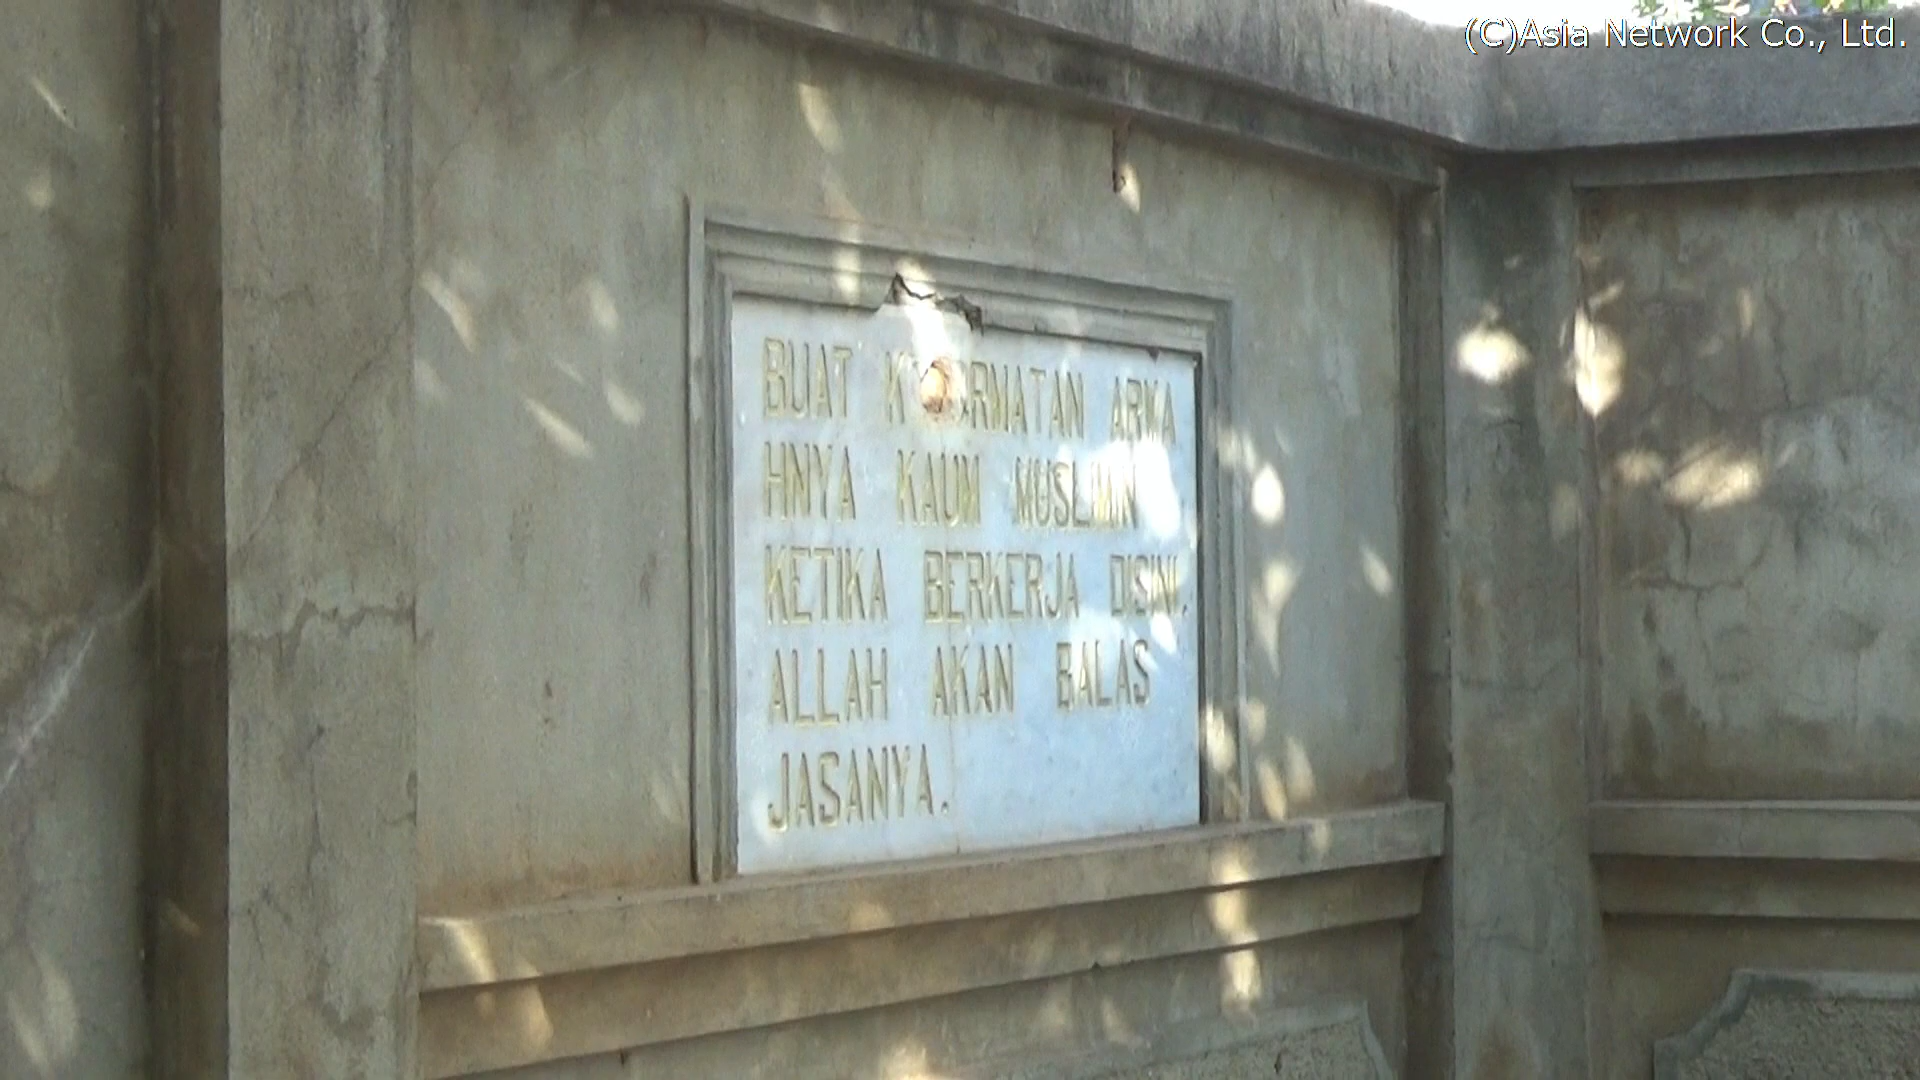 (C)Asia Network Co., Ltd.
BUAT ARWA
HNYA KAUM MUSLIMIN
KETIKA BERKERJA DISINI.
ALLAH AKAN BALAS
JASANYA.